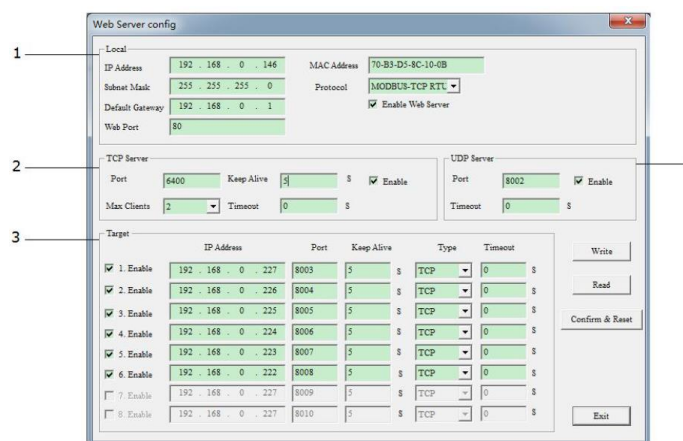 Web Server config
1
Local
IP Address 192 . 168 . 0 . 146 MAC Address 70-B3-D5-8C-10-0B
Subnet Mask 255 . 255 . 255 . 0 Protocol MODBUS-TCP RTU
Default Gateway 192 . 168 . 0 . 1 Enable Web Server
Web Port 80
2
TCP Server
Port 6400 Keep Alive 5 S Enable
Max Clients 2 Timeout 0 S
UDP Server
Port 8002 Enable
Timeout 0 S
3
Target
IP Address Port Keep Alive Type Timeout
1. Enable 192 . 168 . 0 . 227 8003 5 S TCP 0 S
2. Enable 192 . 168 . 0 . 226 8004 5 S TCP 0 S
3. Enable 192 . 168 . 0 . 225 8005 5 S TCP 0 S
4. Enable 192 . 168 . 0 . 224 8006 5 S TCP 0 S
5. Enable 192 . 168 . 0 . 223 8007 5 S TCP 0 S
6. Enable 192 . 168 . 0 . 222 8008 5 S TCP 0 S
7. Enable 192 . 168 . 0 . 227 8009 5 S TCP 0 S
8. Enable 192 . 168 . 0 . 227 8010 5 S TCP 0 S
Write
Read
Confirm & Reset
Exit